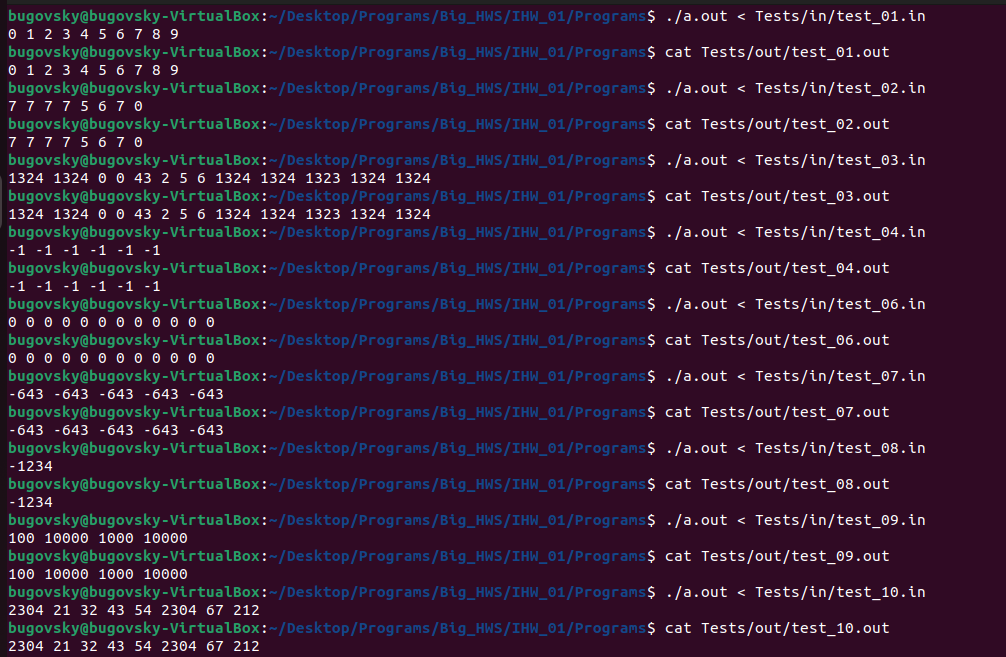 bugovsky@bugovsky-VirtualBox:~/Desktop/Programs/Big_HWS/IHW_01/Programs$ ./a.out < Tests/in/test_01.in
0 1 2 3 4 5 6 7 8 9
bugovsky@bugovsky-VirtualBox:~/Desktop/Programs/Big_HWS/IHW_01/Programs$ cat Tests/out/test_01.out
0 1 2 3 4 5 6 7 8 9
bugovsky@bugovsky-VirtualBox:~/Desktop/Programs/Big_HWS/IHW_01/Programs$ ./a.out < Tests/in/test_02.in
7 7 7 7 5 6 7 0
bugovsky@bugovsky-VirtualBox:~/Desktop/Programs/Big_HWS/IHW_01/Programs$ cat Tests/out/test_02.out
7 7 7 7 5 6 7 0
bugovsky@bugovsky-VirtualBox:~/Desktop/Programs/Big_HWS/IHW_01/Programs$ ./a.out < Tests/in/test_03.in
1324 1324 0 0 43 2 5 6 1324 1324 1323 1324 1324
bugovsky@bugovsky-VirtualBox:~/Desktop/Programs/Big_HWS/IHW_01/Programs$ cat Tests/out/test_03.out
1324 1324 0 0 43 2 5 6 1324 1324 1323 1324 1324
bugovsky@bugovsky-VirtualBox:~/Desktop/Programs/Big_HWS/IHW_01/Programs$ ./a.out < Tests/in/test_04.in
-1 -1 -1 -1 -1 -1
bugovsky@bugovsky-VirtualBox:~/Desktop/Programs/Big_HWS/IHW_01/Programs$ cat Tests/out/test_04.out
-1 -1 -1 -1 -1 -1
bugovsky@bugovsky-VirtualBox:~/Desktop/Programs/Big_HWS/IHW_01/Programs$ ./a.out < Tests/in/test_06.in
0 0 0 0 0 0 0 0 0 0 0 0
bugovsky@bugovsky-VirtualBox:~/Desktop/Programs/Big_HWS/IHW_01/Programs$ cat Tests/out/test_06.out
0 0 0 0 0 0 0 0 0 0 0 0
bugovsky@bugovsky-VirtualBox:~/Desktop/Programs/Big_HWS/IHW_01/Programs$ ./a.out < Tests/in/test_07.in
-643 -643 -643 -643 -643
bugovsky@bugovsky-VirtualBox:~/Desktop/Programs/Big_HWS/IHW_01/Programs$ cat Tests/out/test_07.out
-643 -643 -643 -643 -643
bugovsky@bugovsky-VirtualBox:~/Desktop/Programs/Big_HWS/IHW_01/Programs$ ./a.out < Tests/in/test_08.in
-1234
bugovsky@bugovsky-VirtualBox:~/Desktop/Programs/Big_HWS/IHW_01/Programs$ cat Tests/out/test_08.out
-1234
bugovsky@bugovsky-VirtualBox:~/Desktop/Programs/Big_HWS/IHW_01/Programs$ ./a.out < Tests/in/test_09.in
100 10000 1000 10000
bugovsky@bugovsky-VirtualBox:~/Desktop/Programs/Big_HWS/IHW_01/Programs$ cat Tests/out/test_09.out
100 10000 1000 10000
bugovsky@bugovsky-VirtualBox:~/Desktop/Programs/Big_HWS/IHW_01/Programs$ ./a.out < Tests/in/test_10.in
2304 21 32 43 54 2304 67 212
bugovsky@bugovsky-VirtualBox:~/Desktop/Programs/Big_HWS/IHW_01/Programs$ cat Tests/out/test_10.out
2304 21 32 43 54 2304 67 212